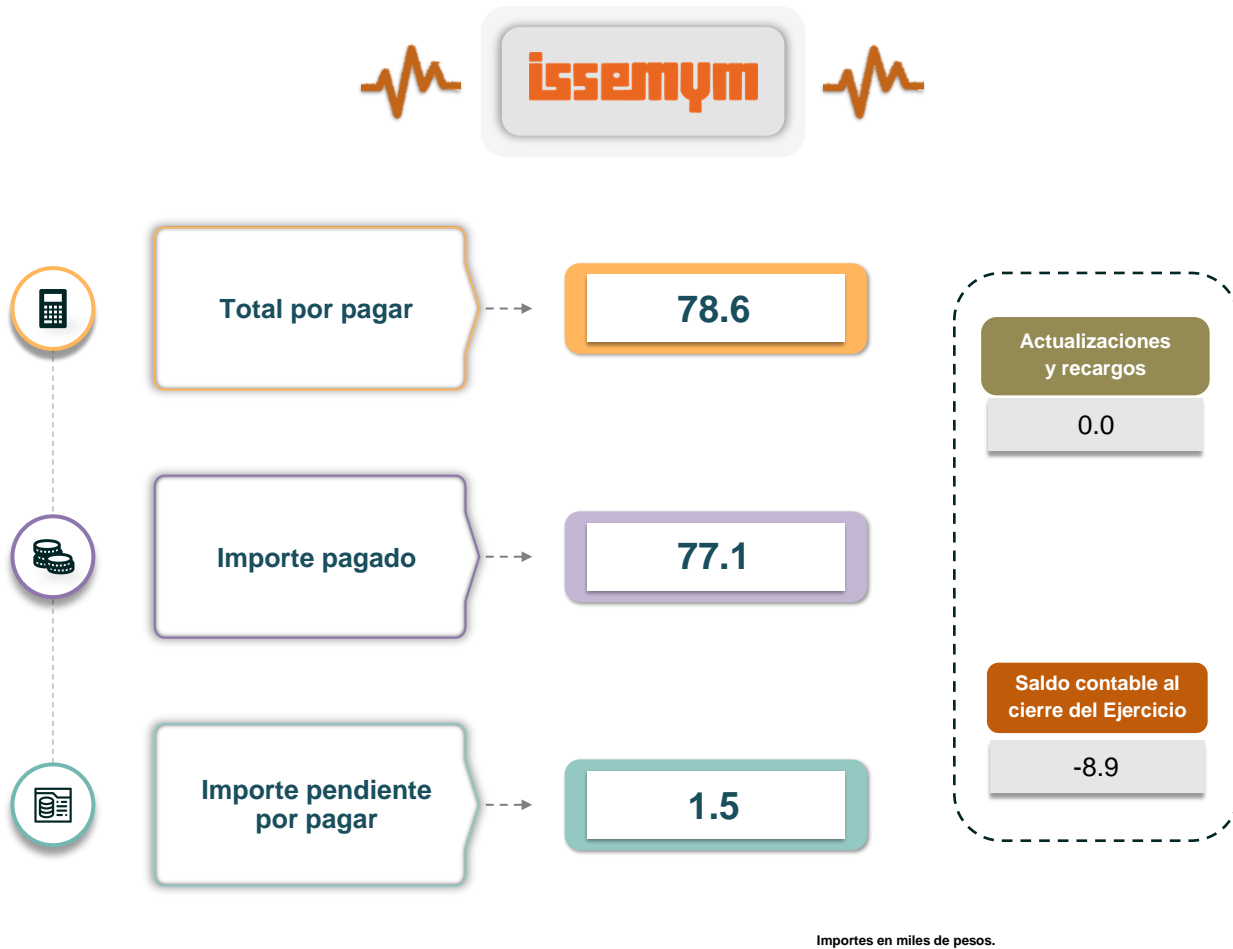 issemym
Total por pagar
78.6
Actualizaciones
y recargos
0.0
Importe pagado
77.1
Saldo contable al
cierre del Ejercicio
-8.9
Importe pendiente
por pagar
1.5
Importes en miles de pesos.